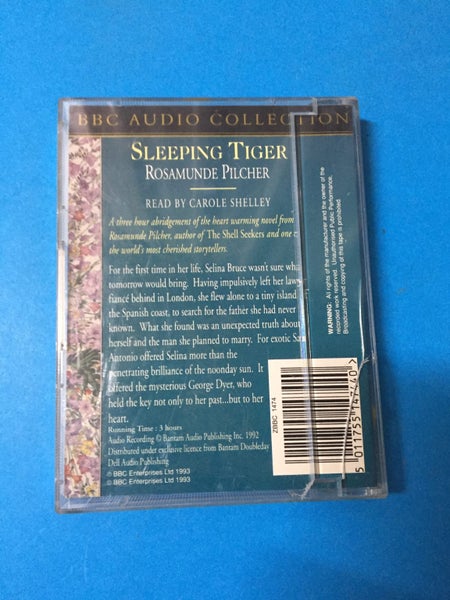 BBC AUDIO COLLECTION
SLEEPING TIGER
ROSAMUNDE PILCHER
READ BY CAROLE SHELLEY
A three hour abridgement of the heart warming novel from
Rosamunde Pilcher, author of The Shell Seekers and one
the world's most cherished storytellers.
For the first time in her life, Selina Bruce wasn't sure
tomorrow would bring. Having impulsively left her
fiancé behind in London, she flew alone to a tiny island
the Spanish coast, to search for the father she had never
known. What she found was an unexpected truth about
herself and the man she planned to marry. For exotic San
Antonio offered Selina more than the
penetrating brilliance of the noonday sun. It
offered the mysterious George Dyer, who
held the key not only to her past...but to her
heart.
Running Time : 3 hours
Audio Recording © Bantam Audio Publishing Inc. 1992
Distributed under exclusive licence from Bantam Doubleday
Dell Audio Publishing
℗ BBC Enterprises Ltd 1993
© BBC Enterprises Ltd 1993
WARNING: All rights of the manufacturer and the owner of the
recorded work reserved. Unauthorised Public Performance,
Broadcasting and copying of this tape is prohibited
ZBBC 1474
5 011755 147440 >